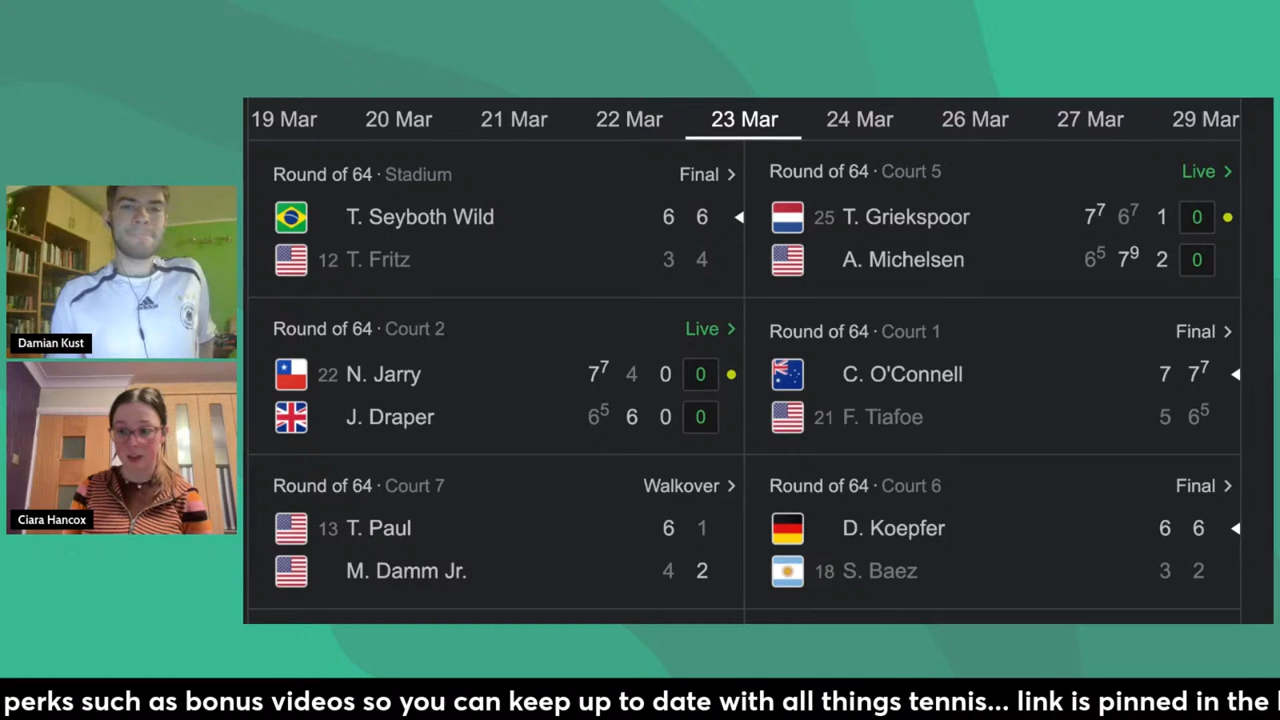 19 Mar 20 Mar 21 Mar 22 Mar 23 Mar 24 Mar 26 Mar 27 Mar 29 Mar
Round of 64 · Stadium Final >
T. Seyboth Wild 6 6
12 T. Fritz 3 4
Round of 64 · Court 5 Live >
25 T. Griekspoor 7⁷ 6⁷ 1 0
A. Michelsen 6⁵ 7⁹ 2 0
Round of 64 · Court 2 Live >
22 N. Jarry 7⁷ 4 0 0
J. Draper 6⁵ 6 0 0
Round of 64 · Court 1 Final >
C. O'Connell 7 7⁷
21 F. Tiafoe 5 6⁵
Round of 64 · Court 7 Walkover >
13 T. Paul 6 1
M. Damm Jr. 4 2
Round of 64 · Court 6 Final >
D. Koepfer 6 6
18 S. Baez 3 2
Damian Kust
Ciara Hancox
perks such as bonus videos so you can keep up to date with all things tennis... link is pinned in the